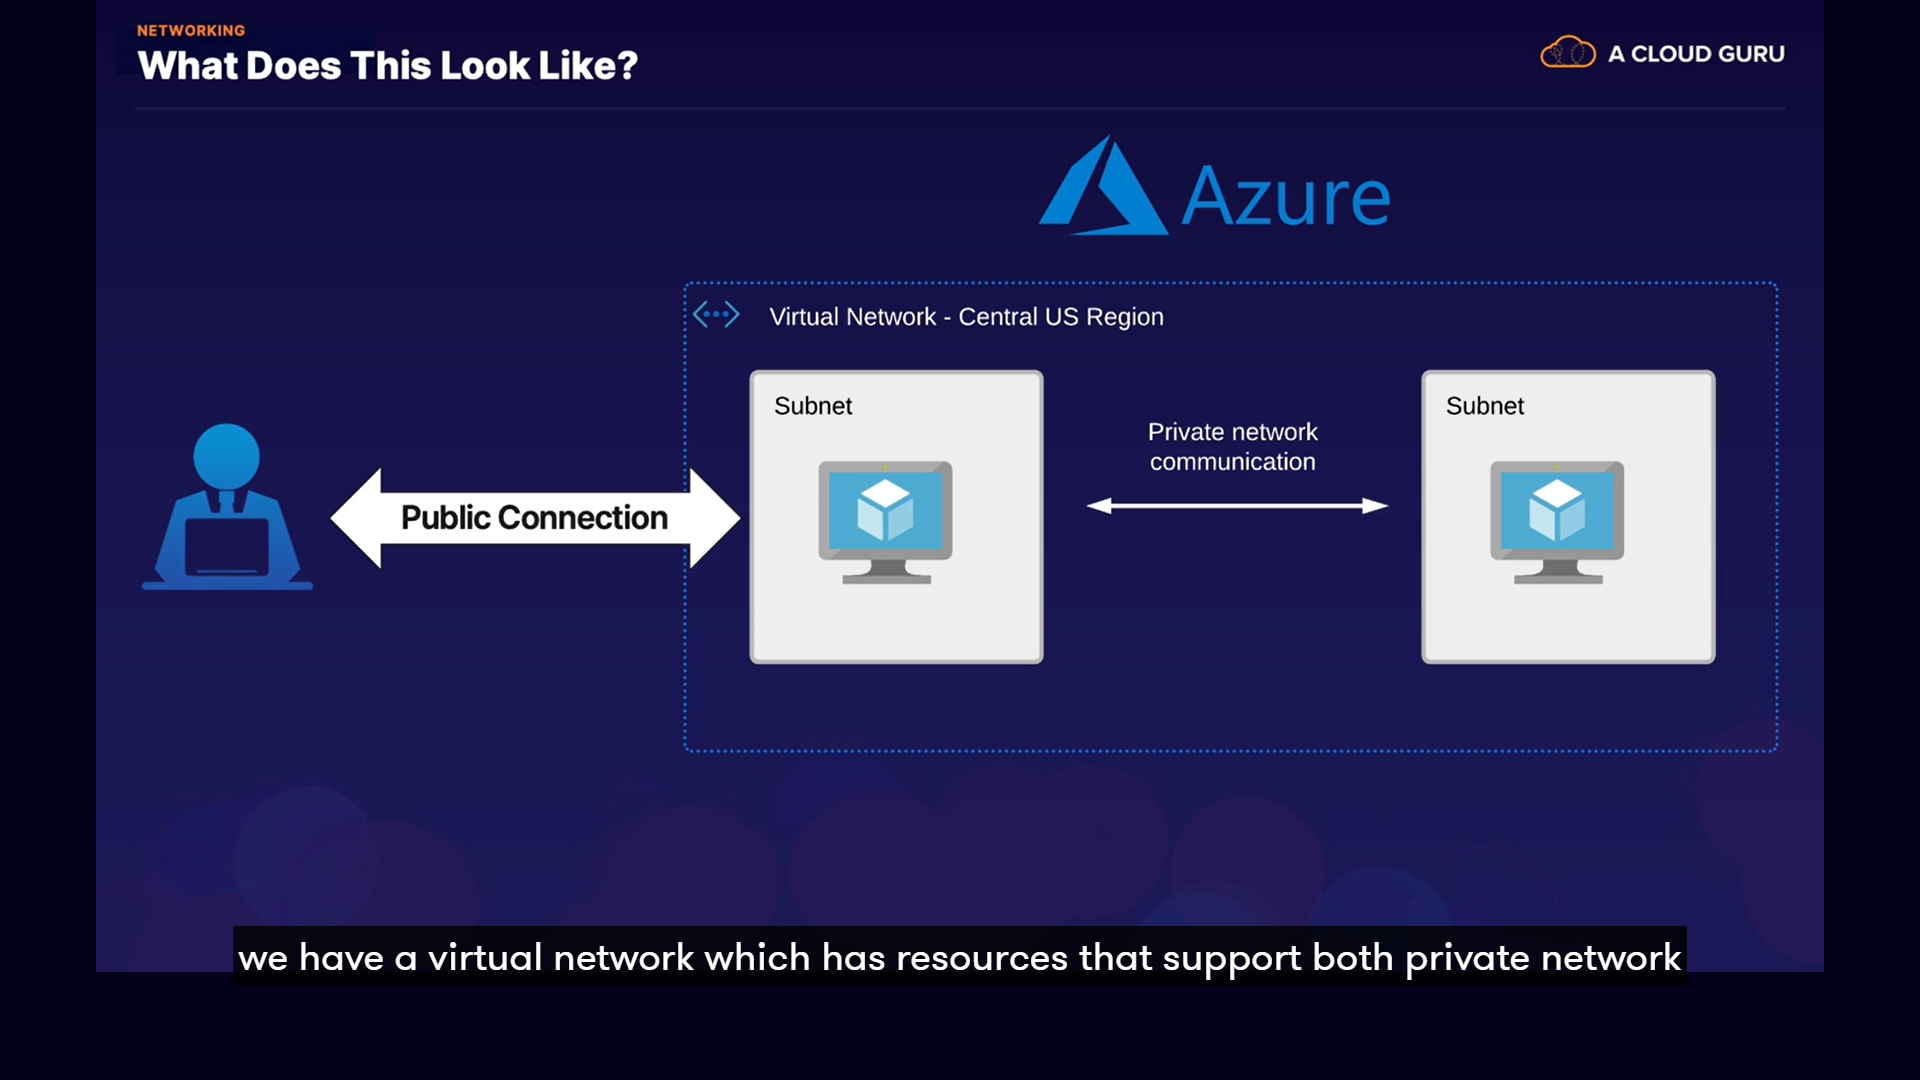 NETWORKING
What Does This Look Like?
A CLOUD GURU
Azure
Virtual Network - Central US Region
Subnet
Subnet
Private network
communication
Public Connection
we have a virtual network which has resources that support both private network